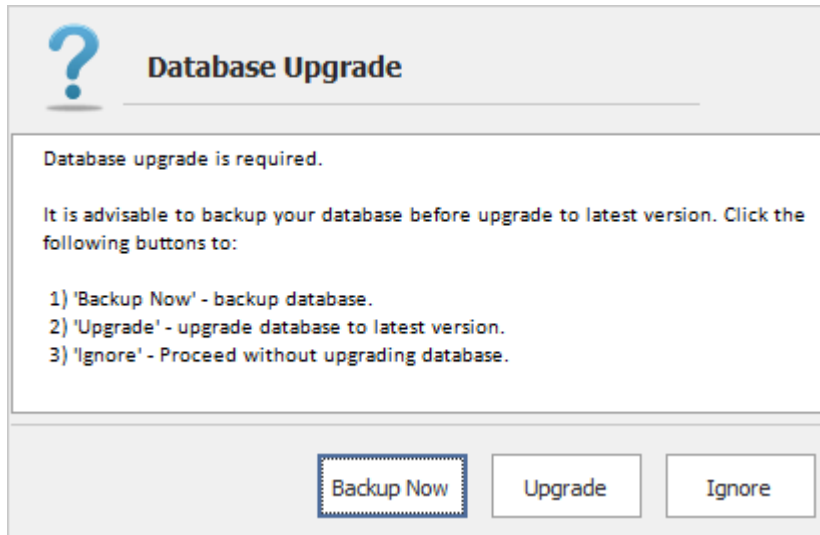 Database Upgrade
Database upgrade is required.
It is advisable to backup your database before upgrade to latest version. Click the
following buttons to:
1) 'Backup Now' - backup database.
2) 'Upgrade' - upgrade database to latest version.
3) 'Ignore' - Proceed without upgrading database.
Backup Now
Upgrade
Ignore